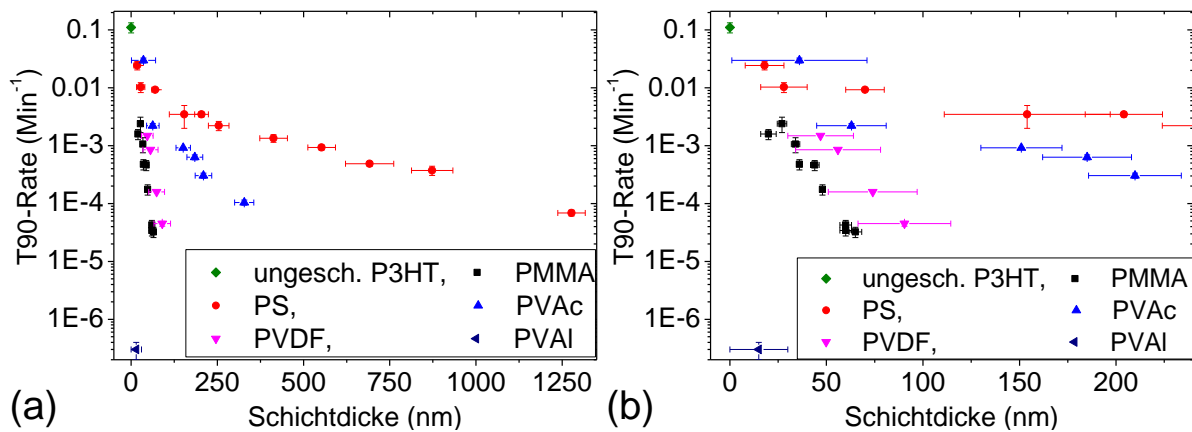 0.1
0.01
1E-3
1E-4
1E-5
1E-6
T90-Rate (Min⁻¹)
ungesch. P3HT,
PMMA
PS,
PVAc
PVDF,
PVAl
0
250
500
750
1000
1250
(a)
Schichtdicke (nm)
0.1
0.01
1E-3
1E-4
1E-5
1E-6
T90-Rate (Min⁻¹)
ungesch. P3HT,
PMMA
PS,
PVAc
PVDF,
PVAl
0
50
100
150
200
(b)
Schichtdicke (nm)